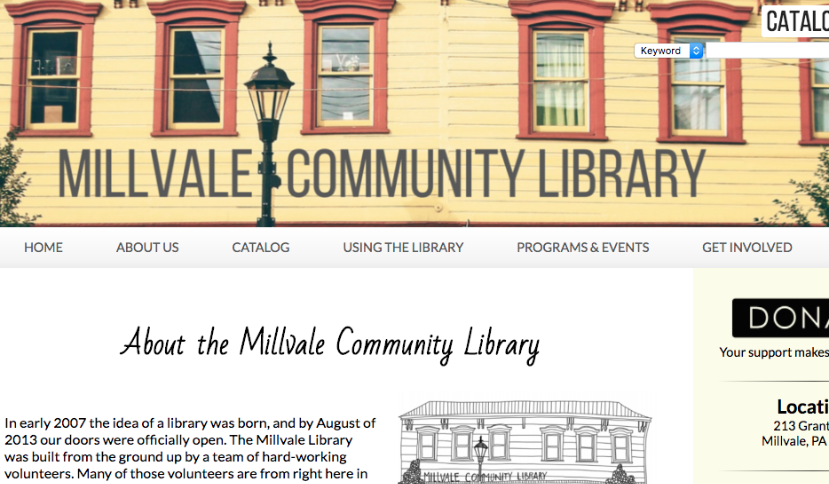 CATALO
Keyword
MILLVALE COMMUNITY LIBRARY
HOME ABOUT US CATALOG USING THE LIBRARY PROGRAMS & EVENTS GET INVOLVED
About the Millvale Community Library
In early 2007 the idea of a library was born, and by August of
2013 our doors were officially open. The Millvale Library
was built from the ground up by a team of hard-working
volunteers. Many of those volunteers are from right here in
MILLVALE COMMUNITY LIBRARY
DONA
Your support makes
Locati
213 Grant
Millvale, PA